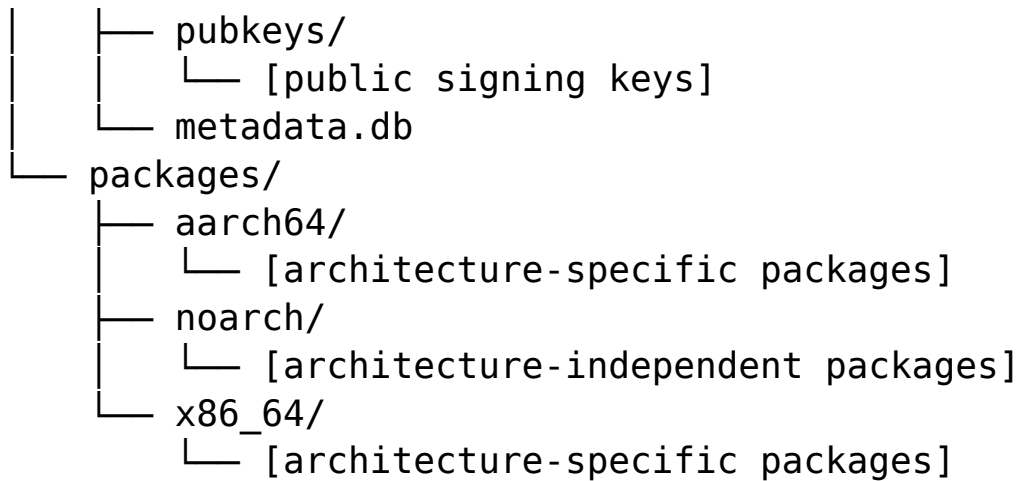 │   ├── pubkeys/
│   │   └── [public signing keys]
│   └── metadata.db
└── packages/
    ├── aarch64/
    │   └── [architecture-specific packages]
    ├── noarch/
    │   └── [architecture-independent packages]
    └── x86_64/
        └── [architecture-specific packages]